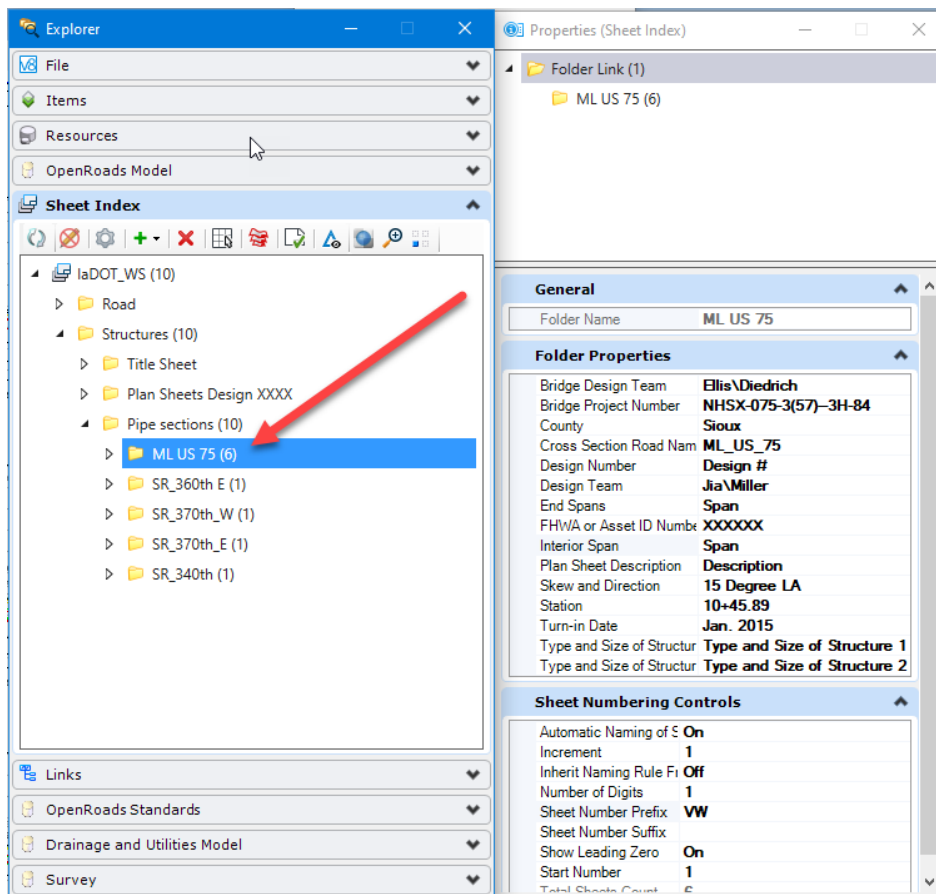 Explorer
File
Items
Resources
OpenRoads Model
Sheet Index
IaDOT_WS (10)
Road
Structures (10)
Title Sheet
Plan Sheets Design XXXX
Pipe sections (10)
ML US 75 (6)
SR_360th E (1)
SR_370th_W (1)
SR_370th_E (1)
SR_340th (1)
Links
OpenRoads Standards
Drainage and Utilities Model
Survey
Properties (Sheet Index)
Folder Link (1)
ML US 75 (6)
General
Folder Name ML US 75
Folder Properties
Bridge Design Team Ellis\Diedrich
Bridge Project Number NHSX-075-3(57)--3H-84
County Sioux
Cross Section Road Nam ML_US_75
Design Number Design #
Design Team Jia\Miller
End Spans Span
FHWA or Asset ID Numbe XXXXXX
Interior Span Span
Plan Sheet Description Description
Skew and Direction 15 Degree LA
Station 10+45.89
Turn-in Date Jan. 2015
Type and Size of Structur Type and Size of Structure 1
Type and Size of Structur Type and Size of Structure 2
Sheet Numbering Controls
Automatic Naming of S On
Increment 1
Inherit Naming Rule Fr Off
Number of Digits 1
Sheet Number Prefix VW
Sheet Number Suffix
Show Leading Zero On
Start Number 1
Total Sheets Count 6